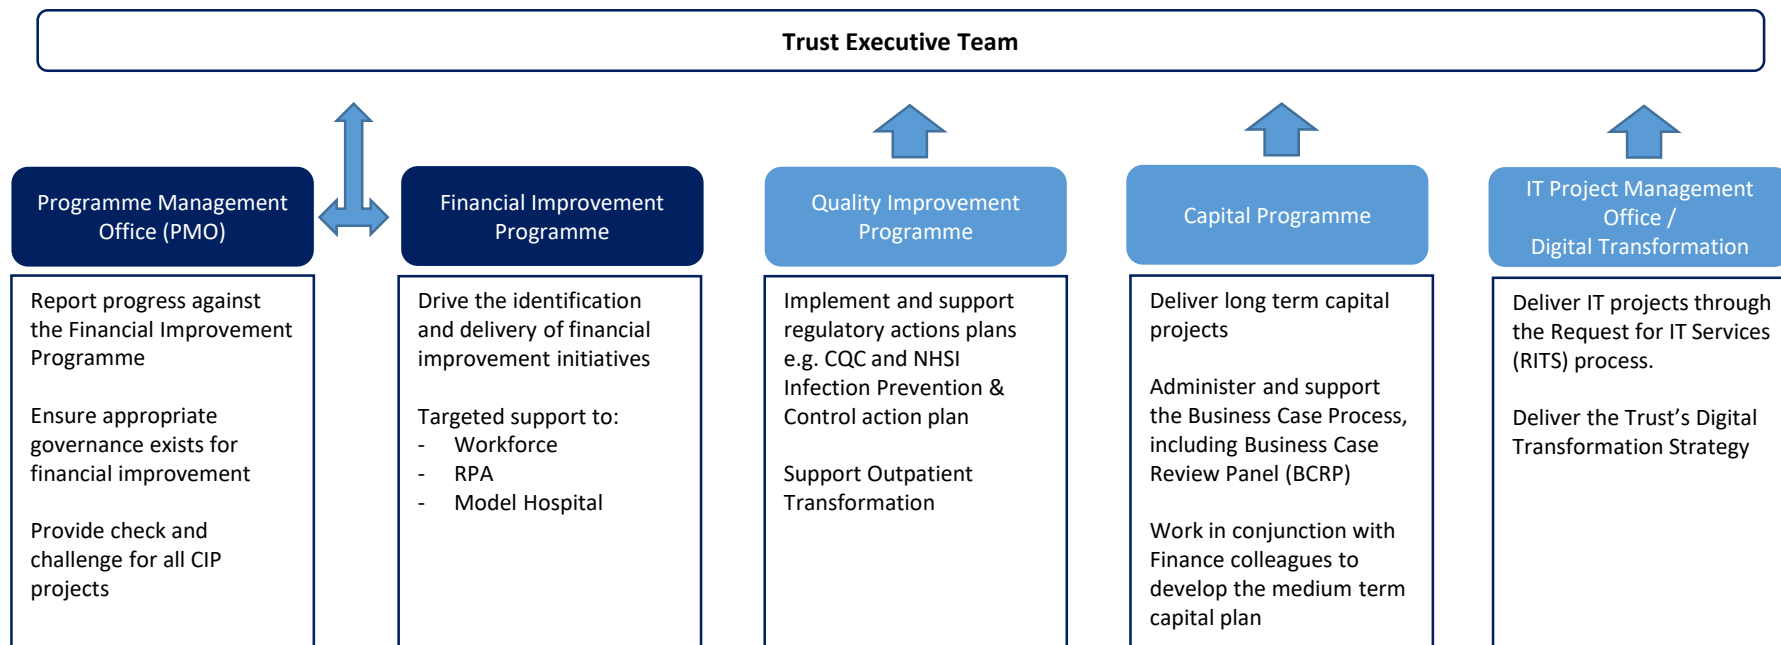 Trust Executive Team
Programme Management
Office (PMO)
Financial Improvement
Programme
Quality Improvement
Programme
Capital Programme
IT Project Management
Office /
Digital Transformation
Report progress against
the Financial Improvement
Programme
Ensure appropriate
governance exists for
financial improvement
Provide check and
challenge for all CIP
projects
Drive the identification
and delivery of financial
improvement initiatives
Targeted support to:
- Workforce
- RPA
- Model Hospital
Implement and support
regulatory actions plans
e.g. CQC and NHSI
Infection Prevention &
Control action plan
Support Outpatient
Transformation
Deliver long term capital
projects
Administer and support
the Business Case Process,
including Business Case
Review Panel (BCRP)
Work in conjunction with
Finance colleagues to
develop the medium term
capital plan
Deliver IT projects through
the Request for IT Services
(RITS) process.
Deliver the Trust’s Digital
Transformation Strategy